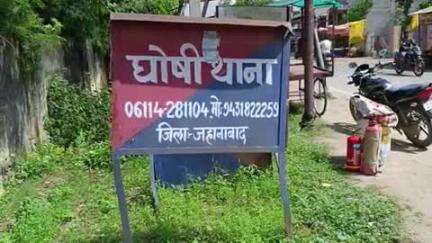 घोषी थाना
06114-281104 मो: 9431822259
जिला-जहानाबाद